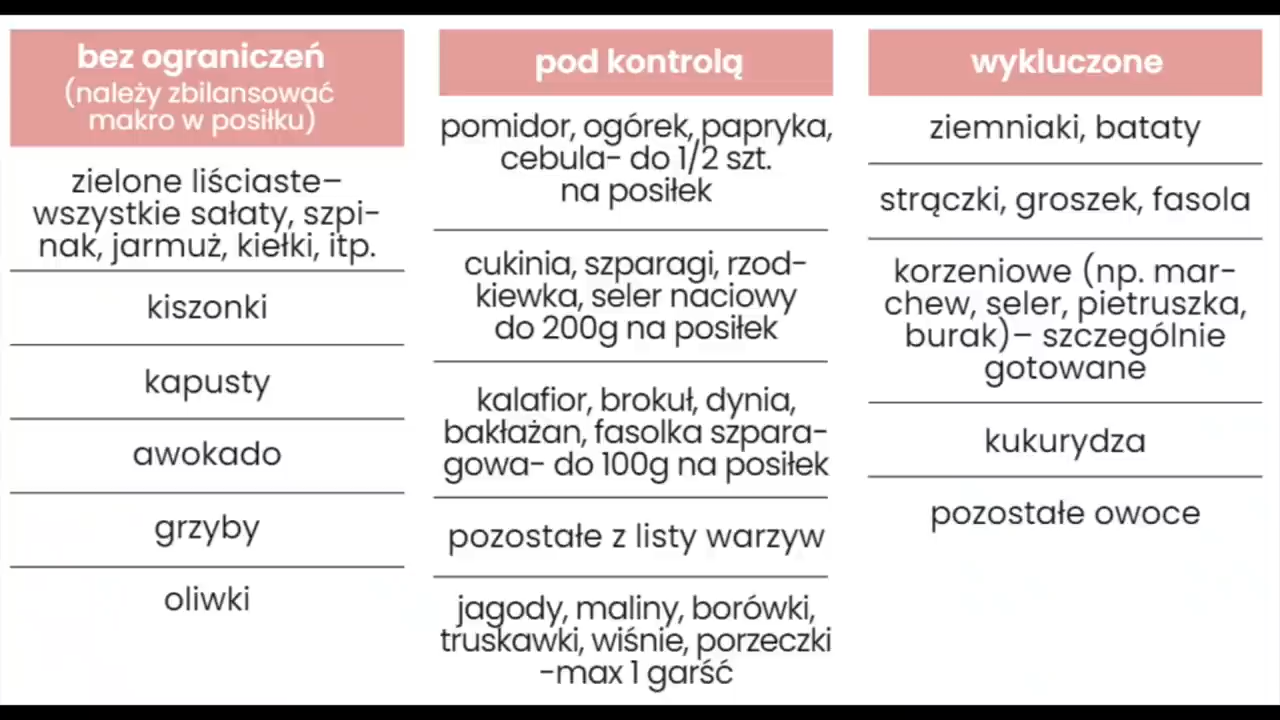 bez ograniczeń
(należy zbilansować
makro w posiłku)
zielone liściaste–
wszystkie sałaty, szpi-
nak, jarmuż, kiełki, itp.
kiszonki
kapusty
awokado
grzyby
oliwki
pod kontrolą
pomidor, ogórek, papryka,
cebula- do 1/2 szt.
na posiłek
cukinia, szparagi, rzod-
kiewka, seler naciowy
do 200g na posiłek
kalafior, brokuł, dynia,
bakłażan, fasolka szpara-
gowa- do 100g na posiłek
pozostałe z listy warzyw
jagody, maliny, borówki,
truskawki, wiśnie, porzeczki
-max 1 garść
wykluczone
ziemniaki, bataty
strączki, groszek, fasola
korzeniowe (np. mar-
chew, seler, pietruszka,
burak)– szczególnie
gotowane
kukurydza
pozostałe owoce